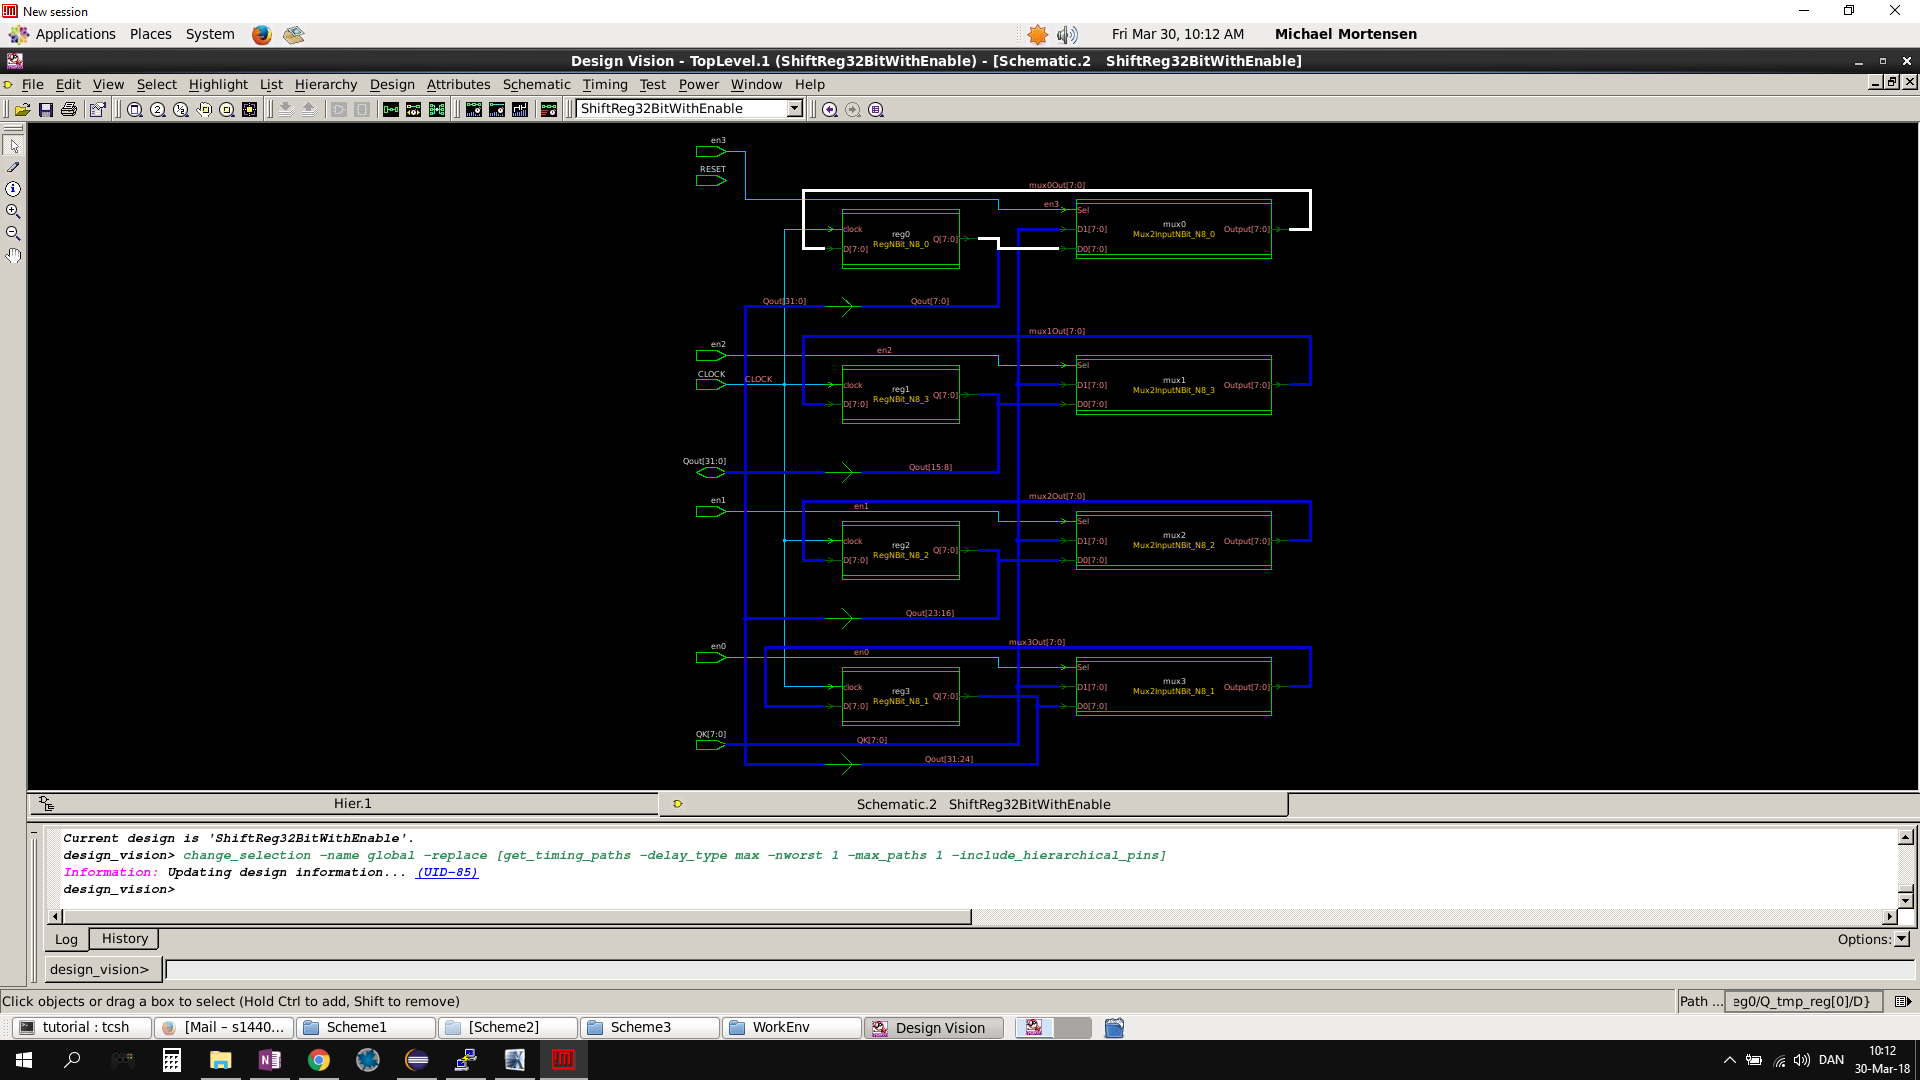 New session
Applications Places System Fri Mar 30, 10:12 AM Michael Mortensen
Design Vision - TopLevel.1 (ShiftReg32BitWithEnable) - [Schematic.2 ShiftReg32BitWithEnable]
File Edit View Select Highlight List Hierarchy Design Attributes Schematic Timing Test Power Window Help
ShiftReg32BitWithEnable
en3
RESET
mux0Out[7:0]
en3
Sel
clock
reg0
RegNBit_N8_0
Q[7:0]
D[7:0]
D1[7:0]
mux0
Mux2InputNBit_N8_0
Output[7:0]
D0[7:0]
Qout[31:0]
Qout[7:0]
mux1Out[7:0]
en2
en2
Sel
CLOCK
CLOCK
clock
reg1
RegNBit_N8_3
Q[7:0]
D[7:0]
D1[7:0]
mux1
Mux2InputNBit_N8_3
Output[7:0]
D0[7:0]
Qout[31:0]
Qout[15:8]
mux2Out[7:0]
en1
en1
Sel
clock
reg2
RegNBit_N8_2
Q[7:0]
D[7:0]
D1[7:0]
mux2
Mux2InputNBit_N8_2
Output[7:0]
D0[7:0]
Qout[23:16]
mux3Out[7:0]
en0
en0
Sel
clock
reg3
RegNBit_N8_1
Q[7:0]
D[7:0]
D1[7:0]
mux3
Mux2InputNBit_N8_1
Output[7:0]
D0[7:0]
QK[7:0]
QK[7:0]
Qout[31:24]
Hier.1
Schematic.2 ShiftReg32BitWithEnable
Current design is 'ShiftReg32BitWithEnable'.
design_vision> change_selection -name global -replace [get_timing_paths -delay_type max -nworst 1 -max_paths 1 -include_hierarchical_pins]
Information: Updating design information... (UID-85)
design_vision>
Log History Options:
design_vision>
Click objects or drag a box to select (Hold Ctrl to add, Shift to remove) Path ... eg0/Q_tmp_reg[0]/D}
tutorial : tcsh [Mail – s1440... Scheme1 [Scheme2] Scheme3 WorkEnv Design Vision
DAN
10:12
30-Mar-18